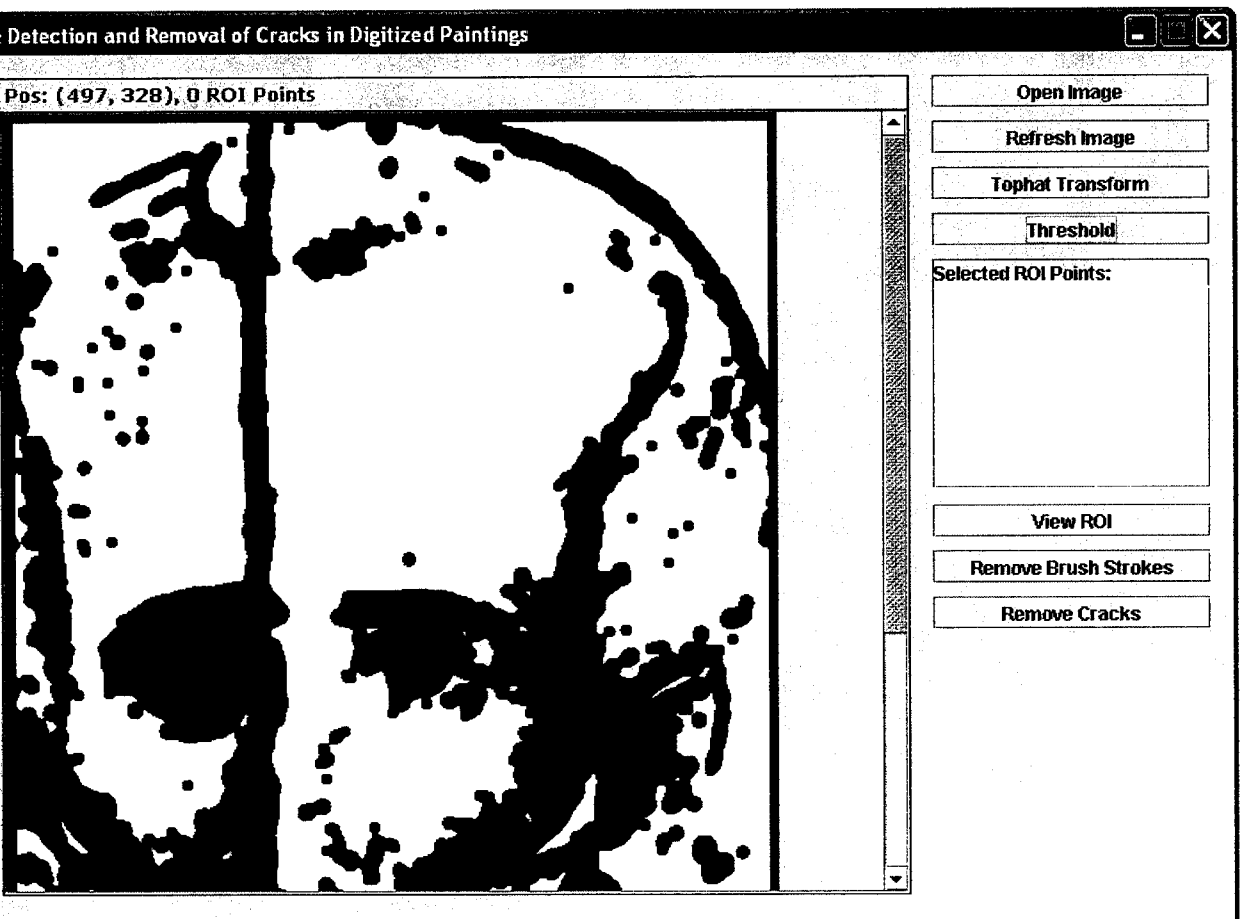 : Detection and Removal of Cracks in Digitized Paintings
Pos: (497, 328), 0 ROI Points
Open Image
Refresh Image
Tophat Transform
Threshold
Selected ROI Points:
View ROI
Remove Brush Strokes
Remove Cracks